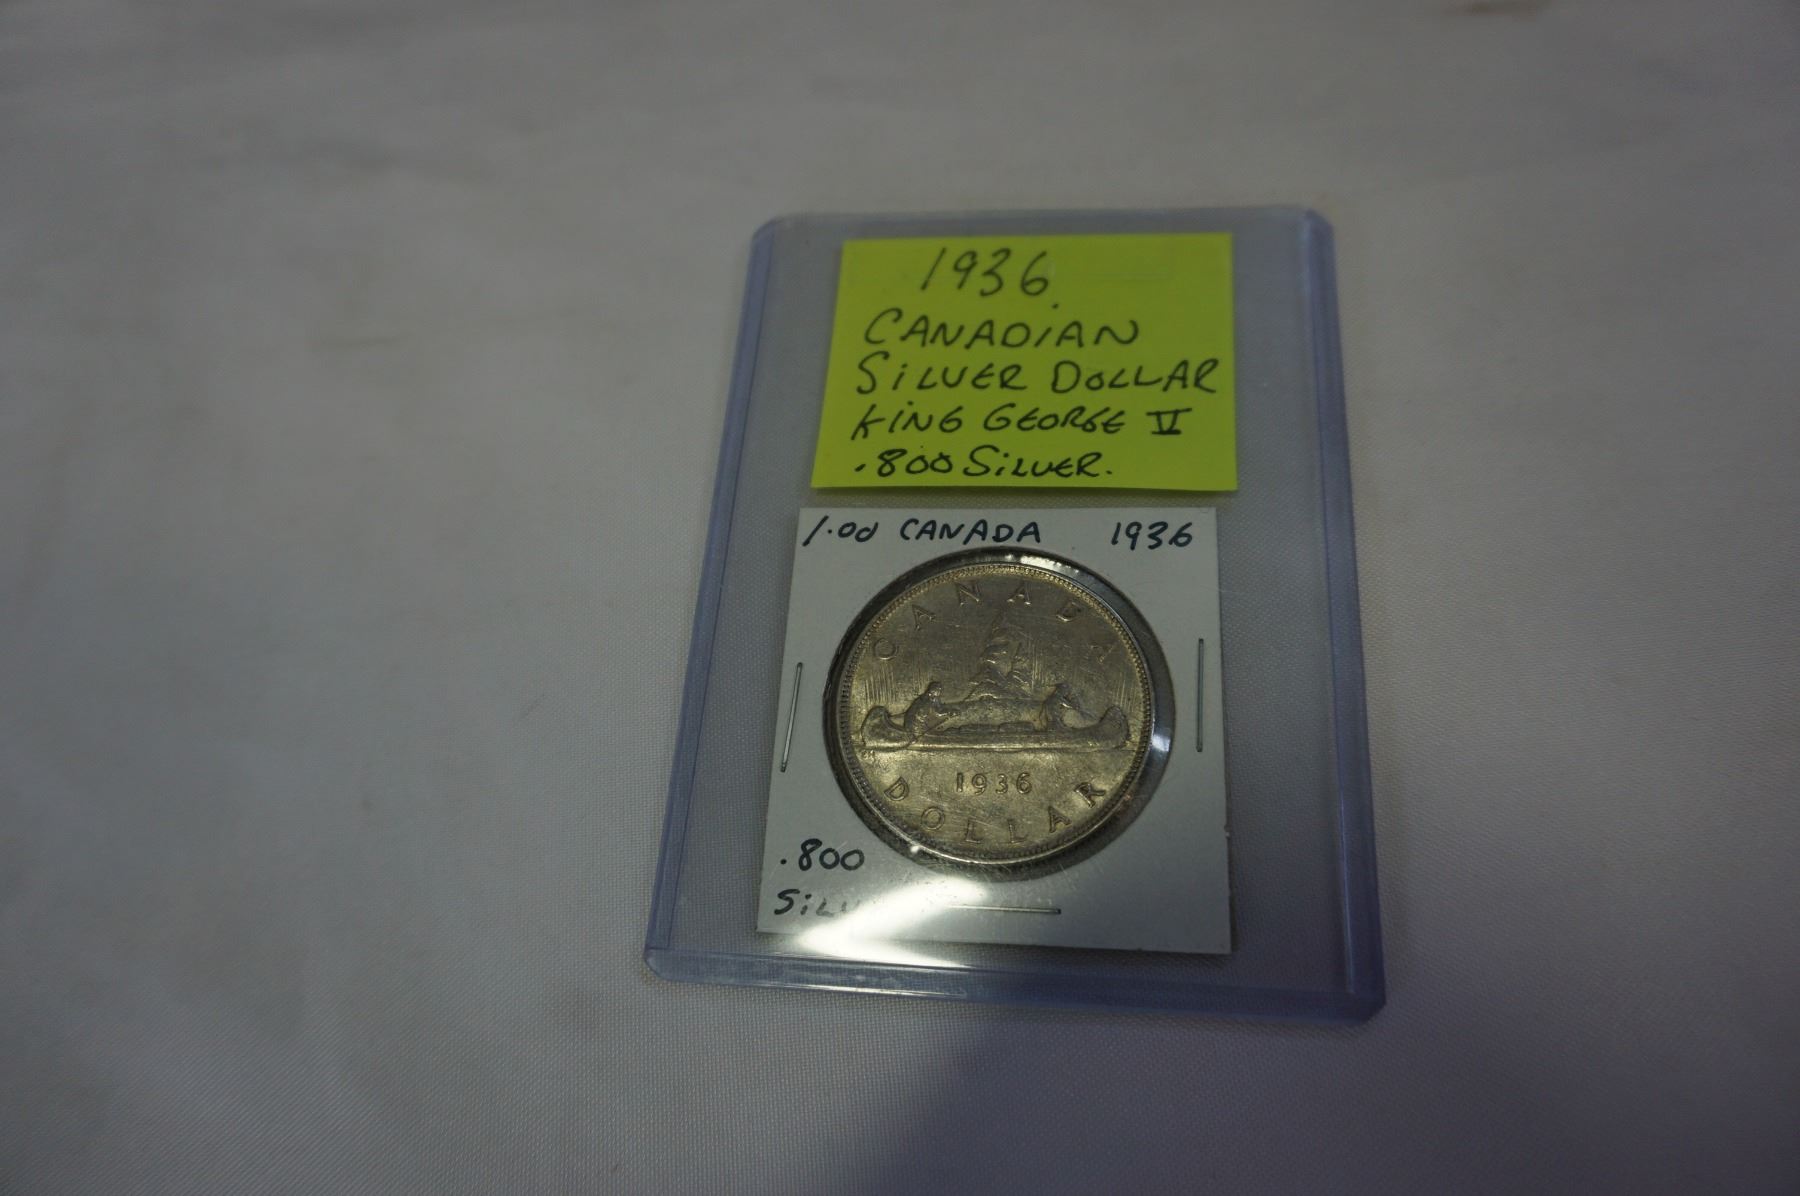 1936.
CANADiAN
SiLVER DOLLAR
KiNG GEORGE V
.800 SiLVER.
1.00 CANADA 1936
CANADA
1936
DOLLAR
.800